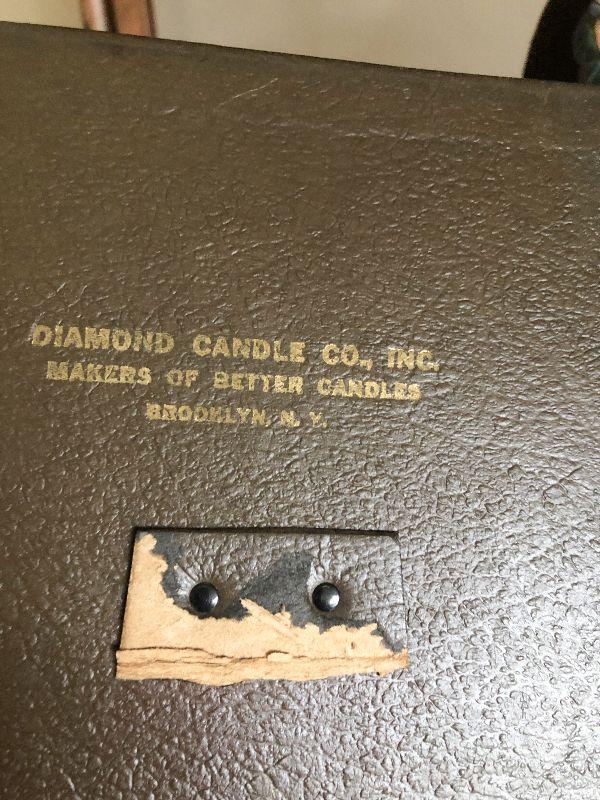 DIAMOND CANDLE CO., INC.
MAKERS OF BETTER CANDLES
BROOKLYN, N. Y.